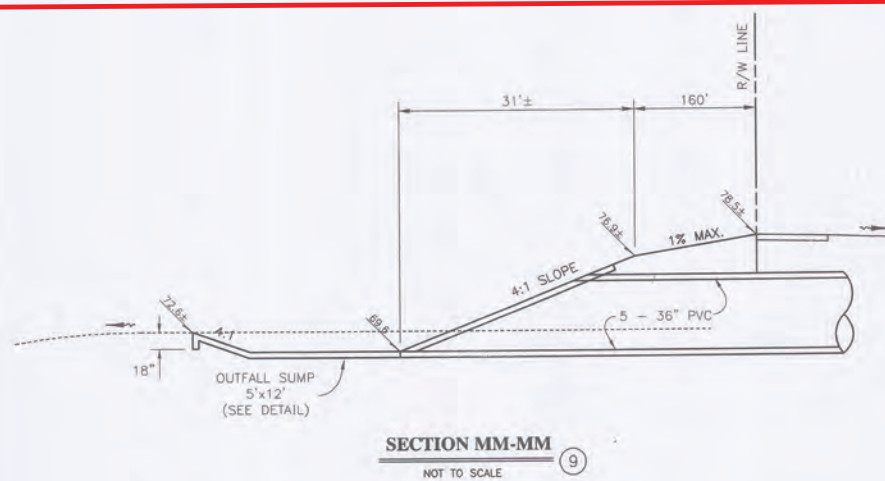 R/W LINE
31'±
160'
78.5±
76.9±
1% MAX.
4:1 SLOPE
72.6±
4:1
69.6
5 - 36" PVC
18"
OUTFALL SUMP
5'x12'
(SEE DETAIL)
SECTION MM-MM
9
NOT TO SCALE